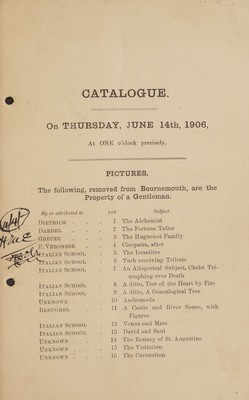 CATALOGUE.
On THURSDAY, JUNE 14th, 1906,
At ONE o'clock precisely.
PICTURES.
The following, removed from Bournemouth, are the
Property of a Gentleman.
By or attributed to LOT Subject
DIETRICH 1 The Alchemist
DARDEL 2 The Fortune Teller
GREUZE 3 The Huguenot Family
P. VERONESE 4 Cleopatra, after
ITALIAN SCHOOL 5 The Israelites
ITALIAN SCHOOL 6 Turk receiving Tribute
ITALIAN SCHOOL 7 An Allegorical Subject, Christ Tri-
umphing over Death
ITALIAN SCHOOL 8 A ditto, Test of the Heart by Fire
ITALIAN SCHOOL 9 A ditto, A Genealogical Tree
UNKNOWN 10 Andromeda
BREUGHEL 11 A Castle and River Scene, with
Figures
ITALIAN SCHOOL 12 Venus and Mars
ITALIAN SCHOOL 13 David and Saul
UNKNOWN 14 The Ecstasy of St. Augustine
UNKNOWN 15 The Visitation
UNKNOWN 16 The Coronation